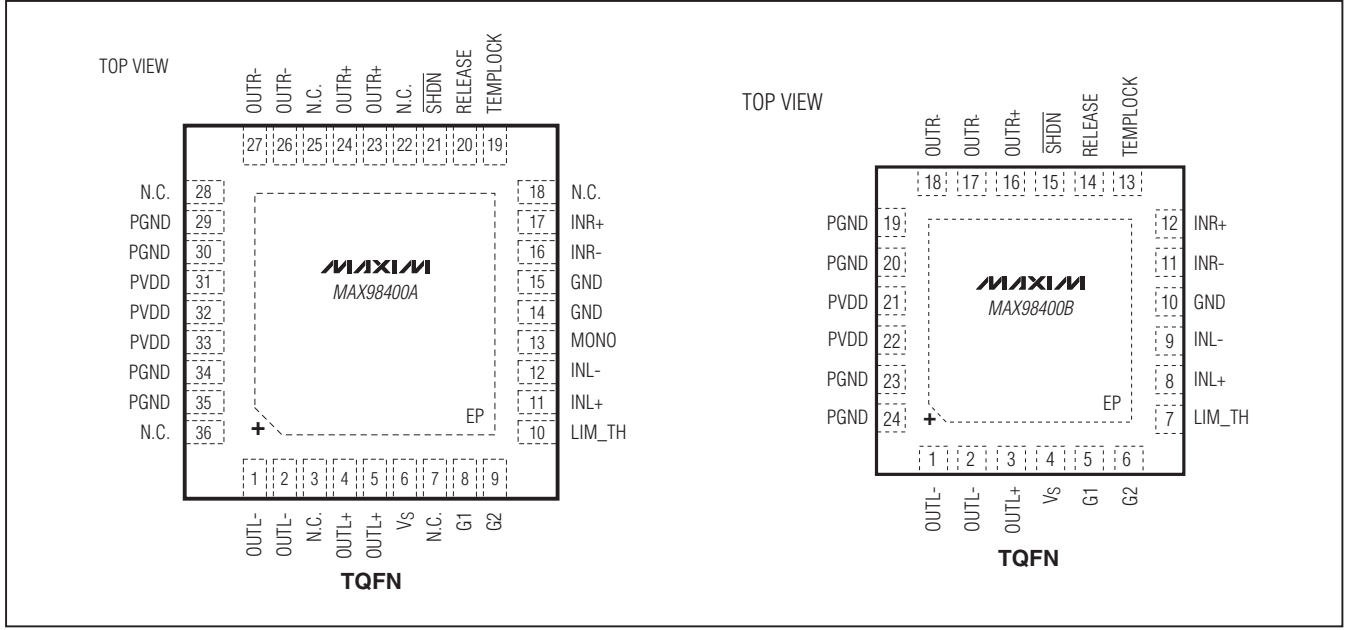 TOP VIEW
OUTR-
OUTR-
N.C.
OUTR+
OUTR+
N.C.
SHDN
RELEASE
TEMPLOCK
27 26 25 24 23 22 21 20 19
N.C. 28
PGND 29
PGND 30
PVDD 31
PVDD 32
PVDD 33
PGND 34
PGND 35
N.C. 36
18 N.C.
17 INR+
16 INR-
15 GND
14 GND
13 MONO
12 INL-
11 INL+
10 LIM_TH
MAXIM
MAX98400A
EP
+
1 2 3 4 5 6 7 8 9
OUTL-
OUTL-
N.C.
OUTL+
OUTL+
VS
N.C.
G1
G2
TQFN
TOP VIEW
OUTR-
OUTR-
OUTR+
SHDN
RELEASE
TEMPLOCK
18 17 16 15 14 13
PGND 19
PGND 20
PVDD 21
PVDD 22
PGND 23
PGND 24
12 INR+
11 INR-
10 GND
9 INL-
8 INL+
7 LIM_TH
MAXIM
MAX98400B
EP
+
1 2 3 4 5 6
OUTL-
OUTL-
OUTL+
VS
G1
G2
TQFN